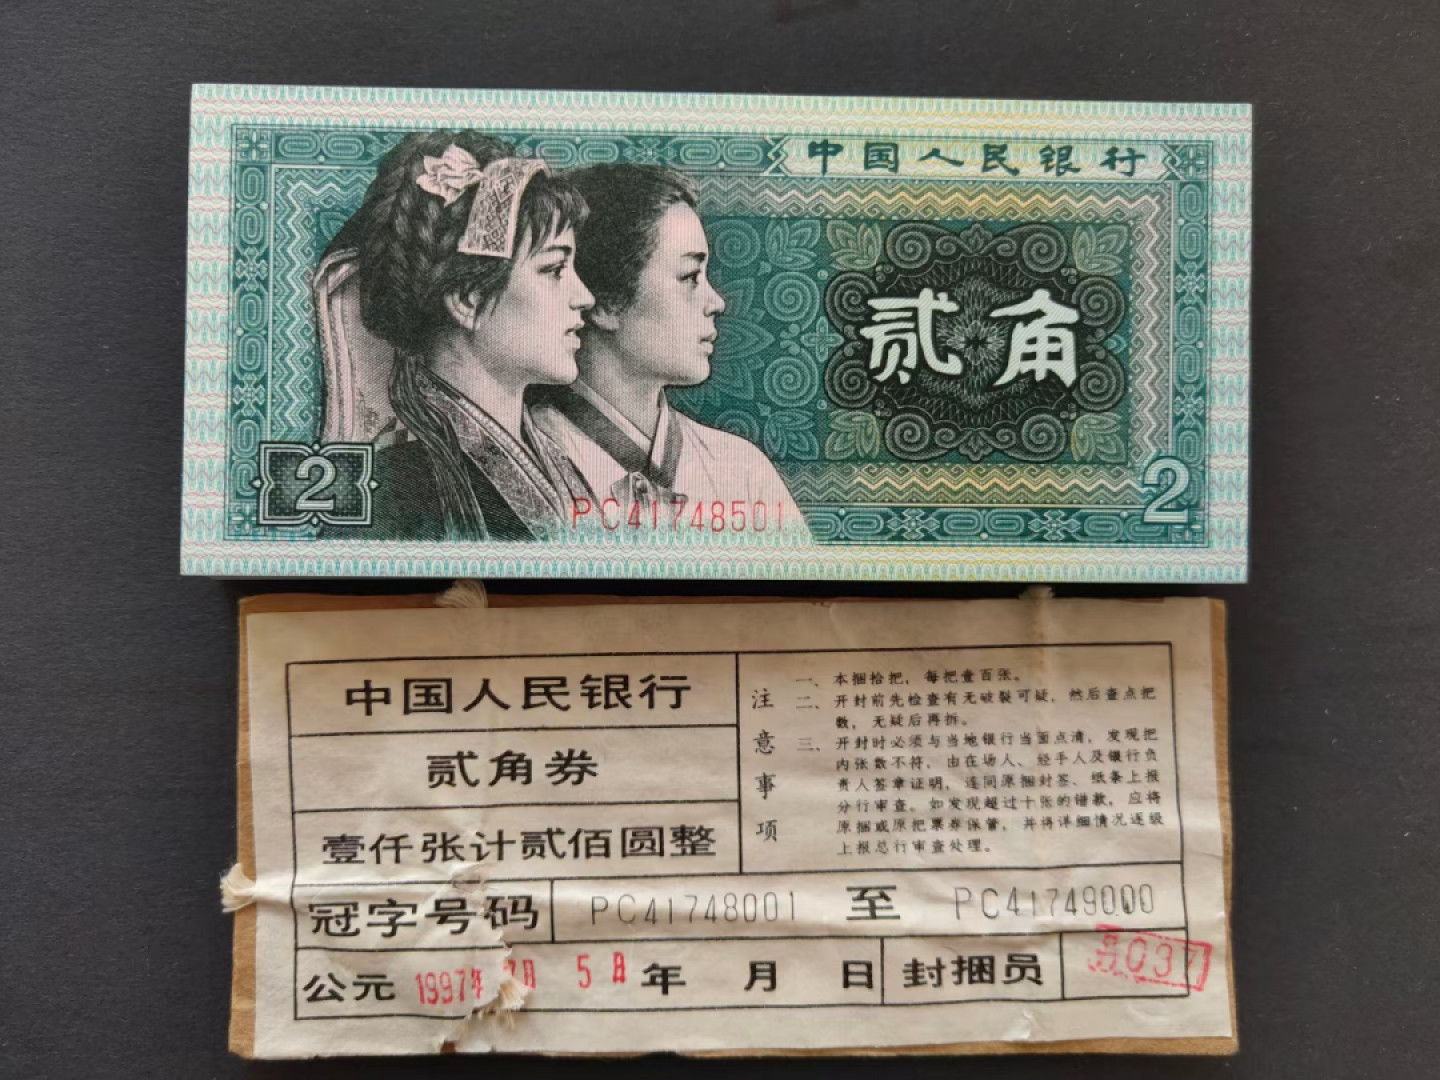 中国人民银行
贰角
2
2
PC41748501
中国人民银行
贰角券
壹仟张计贰佰圆整
注意事项
一、本捆拾把，每把壹百张。
二、开封前先检查有无破裂可疑，然后查点把
数，无疑后再拆。
三、开封时必须与当地银行当面点清，发现把
内张数不符，由在场人、经手人及银行负
责人签章证明，连同原捆封签、纸条上报
分行审查。如发现超过十张的错款，应将
原捆或原把票券保管，并将详细情况逐级
上报总行审查处理。
冠字号码 PC41748001 至 PC41749000
公元 1997年 7月 5日 年 月 日 封捆员